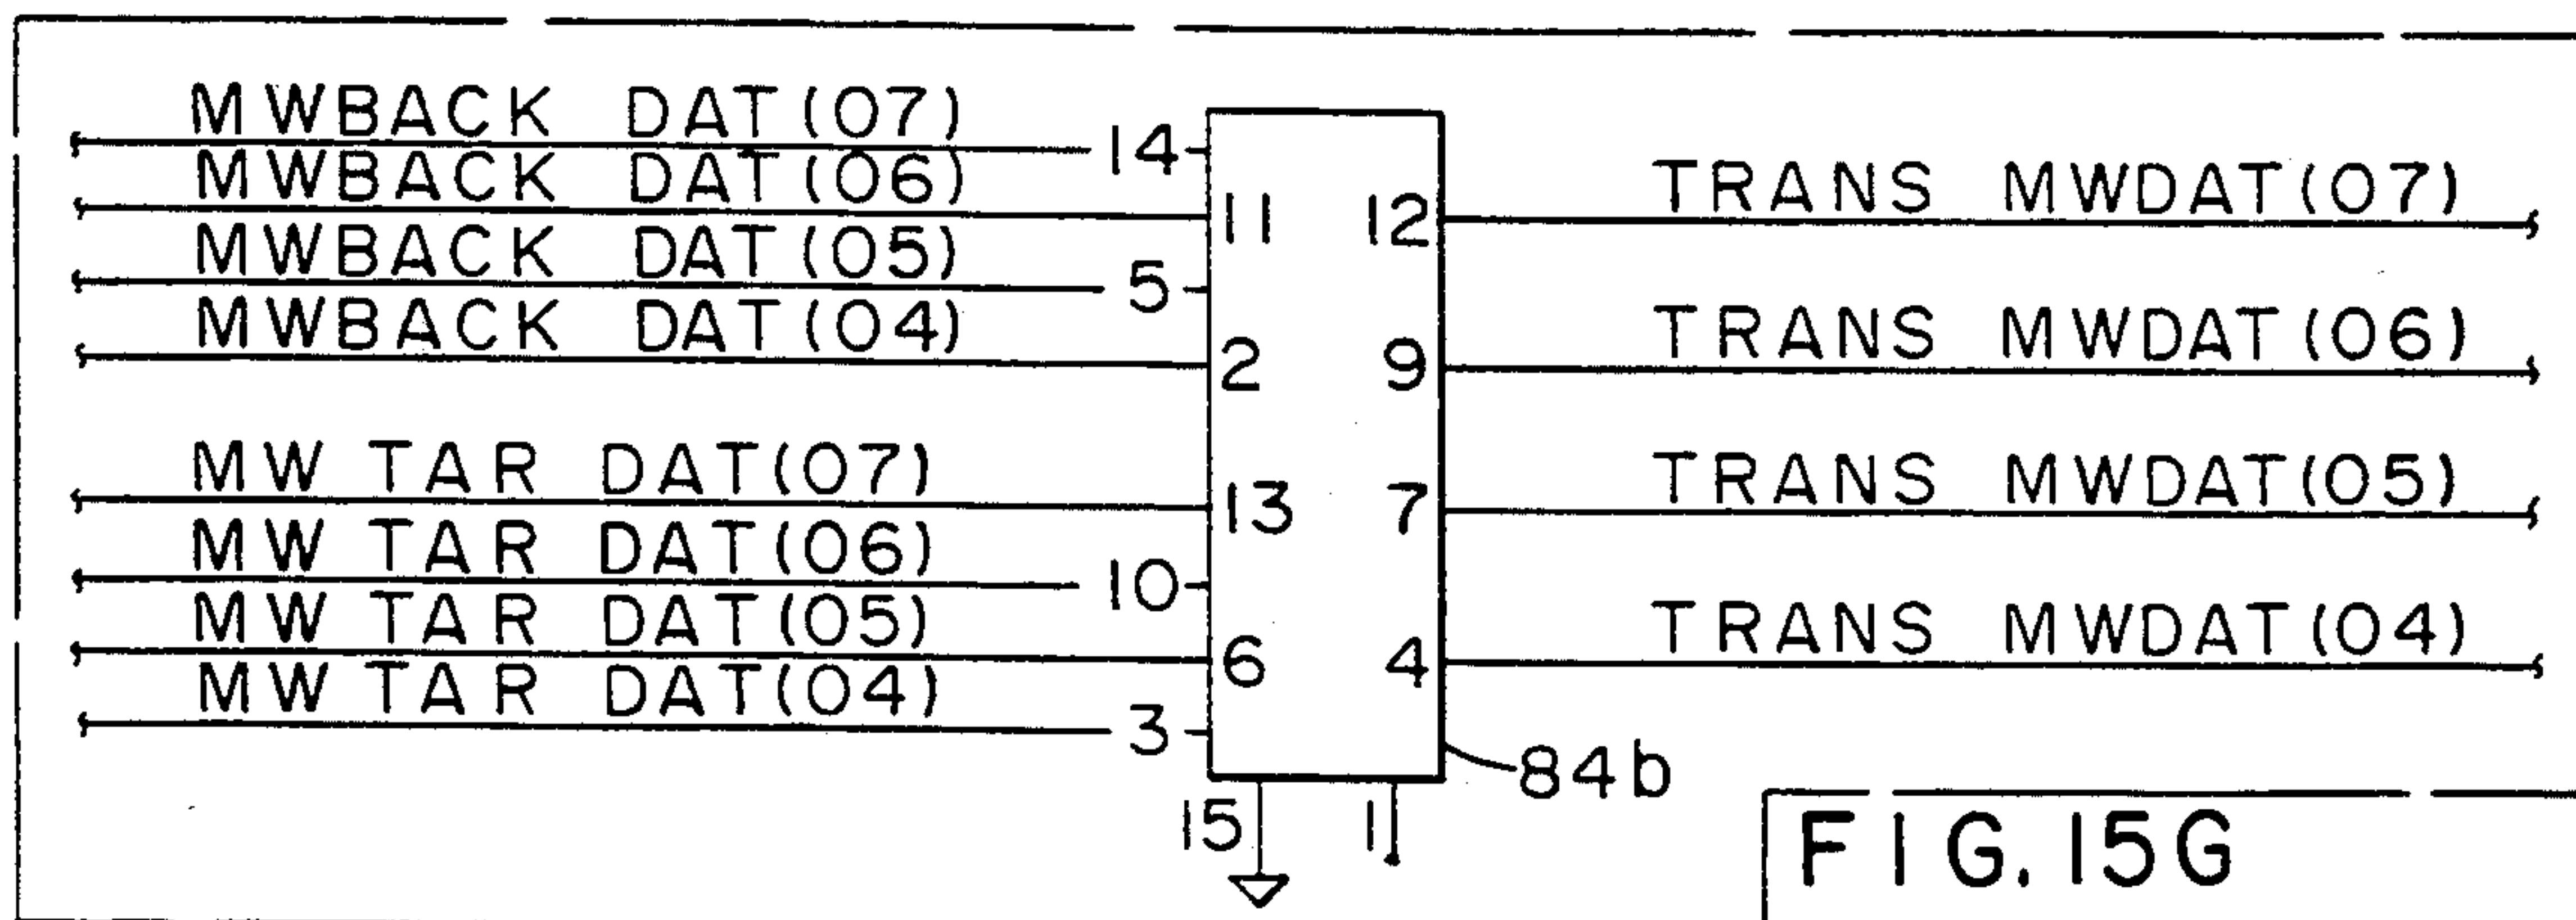 MWBACK DAT(07) 14
MWBACK DAT(06) 11
MWBACK DAT(05) 5
MWBACK DAT(04) 2
MW TAR DAT(07) 13
MW TAR DAT(06) 10
MW TAR DAT(05) 6
MW TAR DAT(04) 3
12 TRANS MWDAT(07)
9 TRANS MWDAT(06)
7 TRANS MWDAT(05)
4 TRANS MWDAT(04)
84b
15 1
FIG. 15G